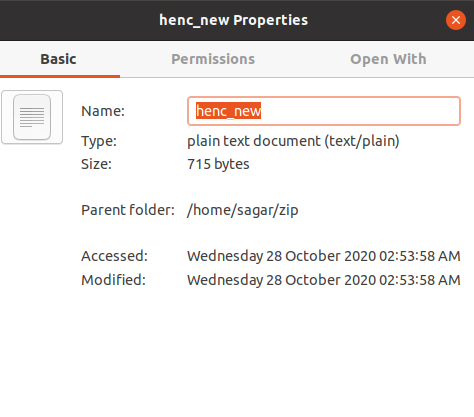 henc_new Properties
Basic Permissions Open With
Name: henc_new
Type: plain text document (text/plain)
Size: 715 bytes
Parent folder: /home/sagar/zip
Accessed: Wednesday 28 October 2020 02:53:58 AM
Modified: Wednesday 28 October 2020 02:53:58 AM